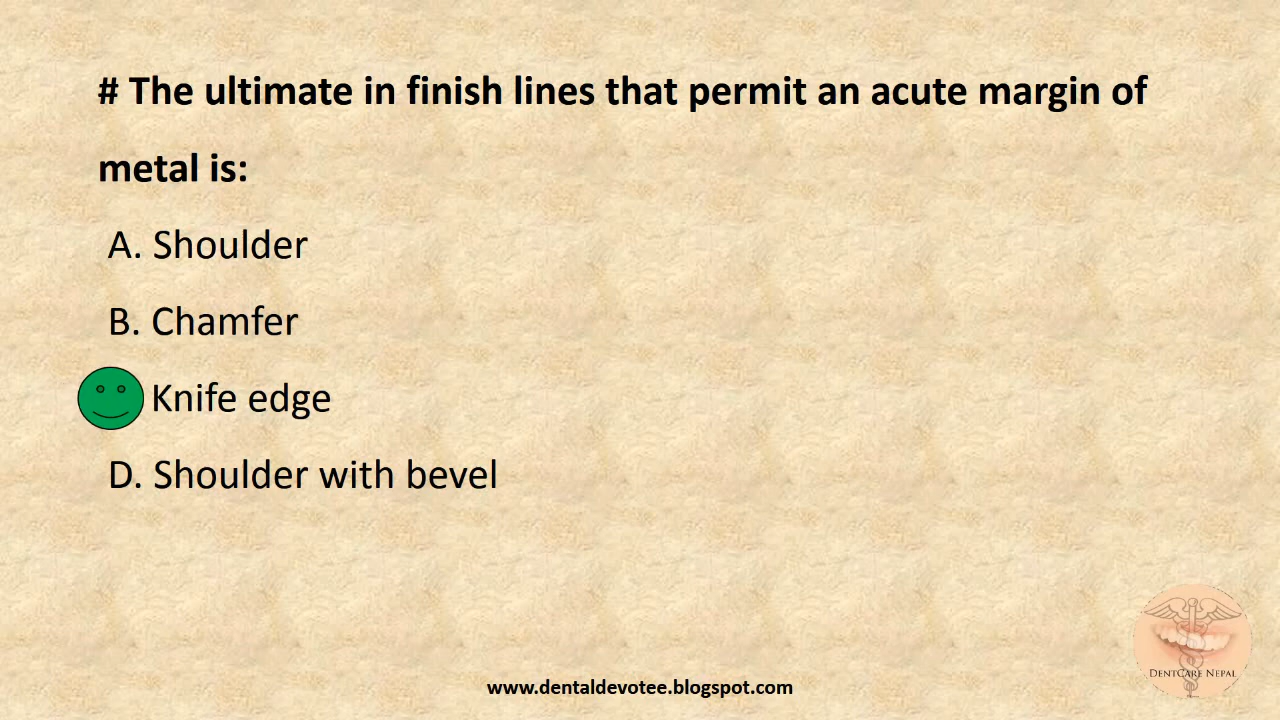 # The ultimate in finish lines that permit an acute margin of
metal is:
A. Shoulder
B. Chamfer
Knife edge
D. Shoulder with bevel
DENTCARE NEPAL
www.dentaldevotee.blogspot.com